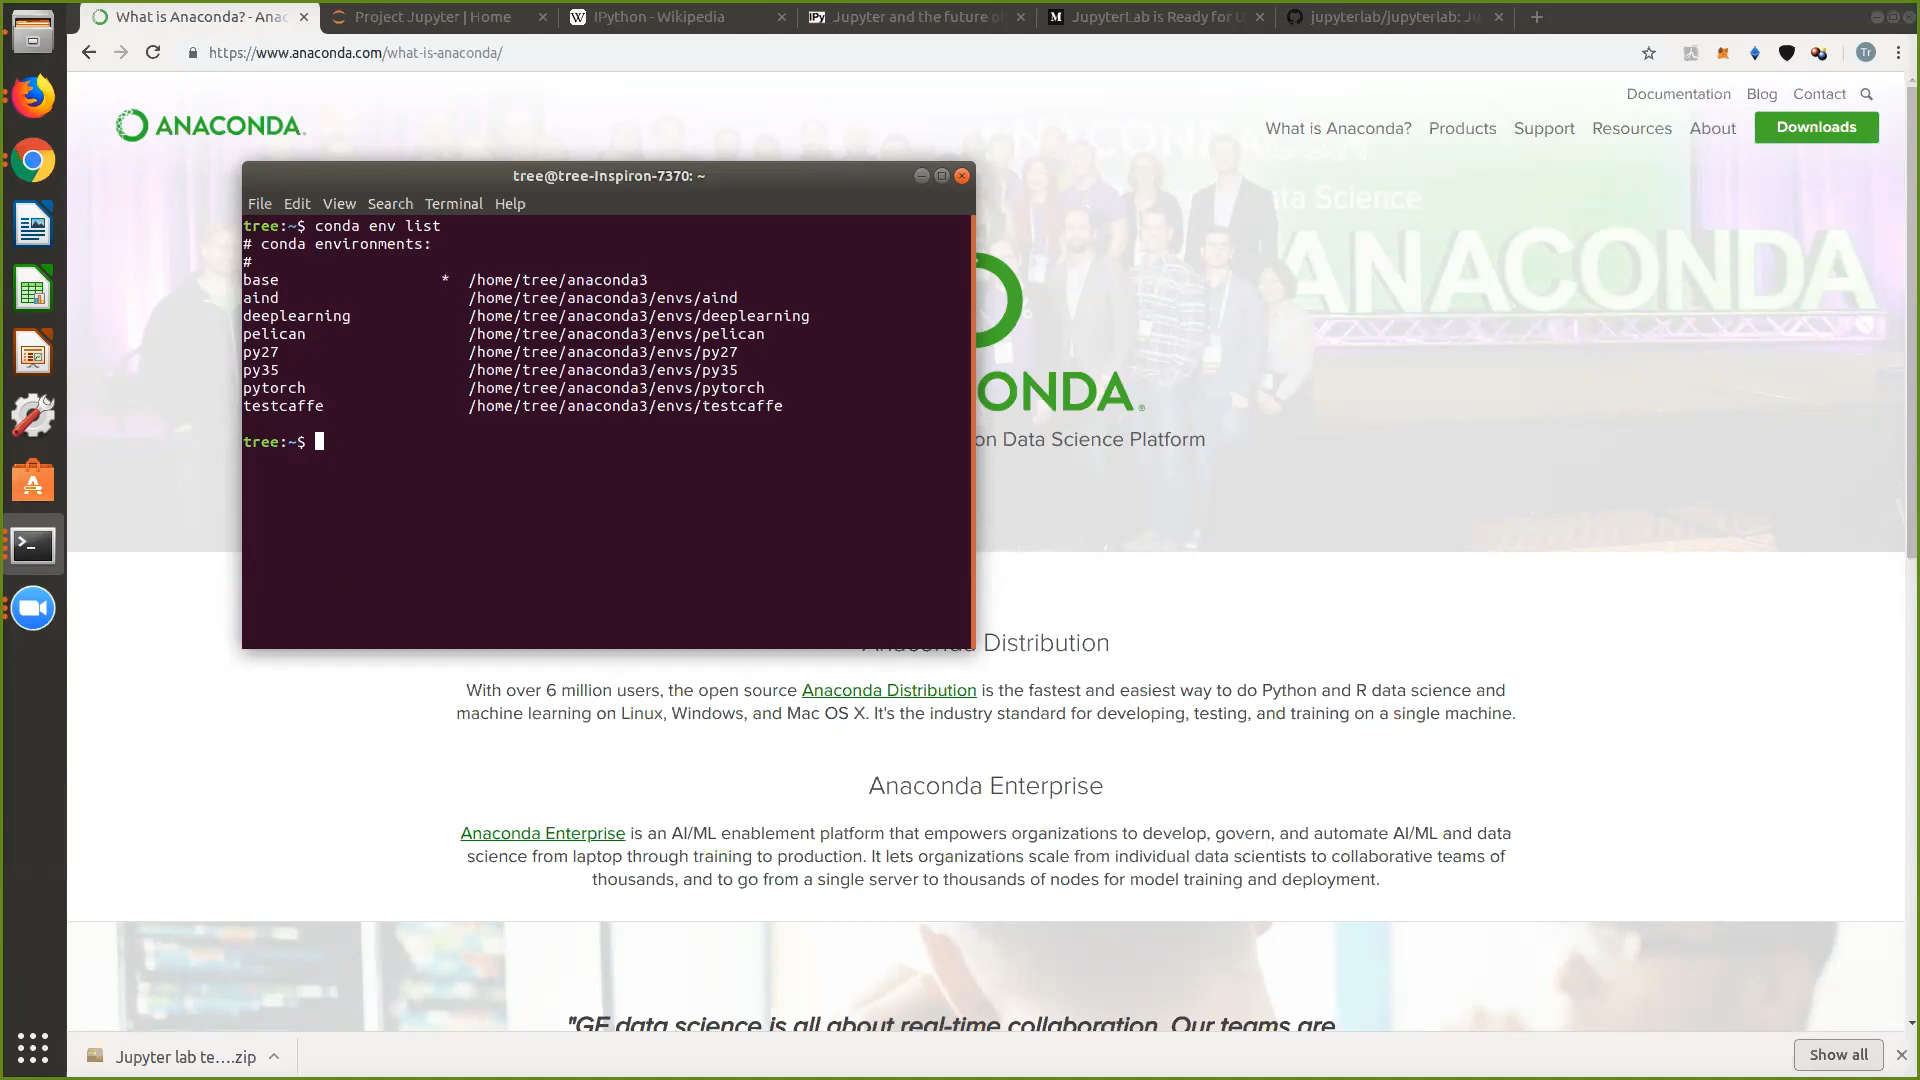 What is Anaconda? - Anac
Project Jupyter | Home
IPython - Wikipedia
Jupyter and the future of
JupyterLab is Ready for U
jupyterlab/jupyterlab: Ju
https://www.anaconda.com/what-is-anaconda/
Tr
Documentation Blog Contact
ANACONDA.
What is Anaconda? Products Support Resources About Downloads
tree@tree-Inspiron-7370: ~
File Edit View Search Terminal Help
tree:~$ conda env list
# conda environments:
#
base * /home/tree/anaconda3
aind /home/tree/anaconda3/envs/aind
deeplearning /home/tree/anaconda3/envs/deeplearning
pelican /home/tree/anaconda3/envs/pelican
py27 /home/tree/anaconda3/envs/py27
py35 /home/tree/anaconda3/envs/py35
pytorch /home/tree/anaconda3/envs/pytorch
testcaffe /home/tree/anaconda3/envs/testcaffe
tree:~$
ata Science
ANACONDA
ONDA.
on Data Science Platform
Anaconda Distribution
With over 6 million users, the open source Anaconda Distribution is the fastest and easiest way to do Python and R data science and
machine learning on Linux, Windows, and Mac OS X. It's the industry standard for developing, testing, and training on a single machine.
Anaconda Enterprise
Anaconda Enterprise is an AI/ML enablement platform that empowers organizations to develop, govern, and automate AI/ML and data
science from laptop through training to production. It lets organizations scale from individual data scientists to collaborative teams of
thousands, and to go from a single server to thousands of nodes for model training and deployment.
"GE data science is all about real-time collaboration. Our teams are
Jupyter lab te....zip
Show all